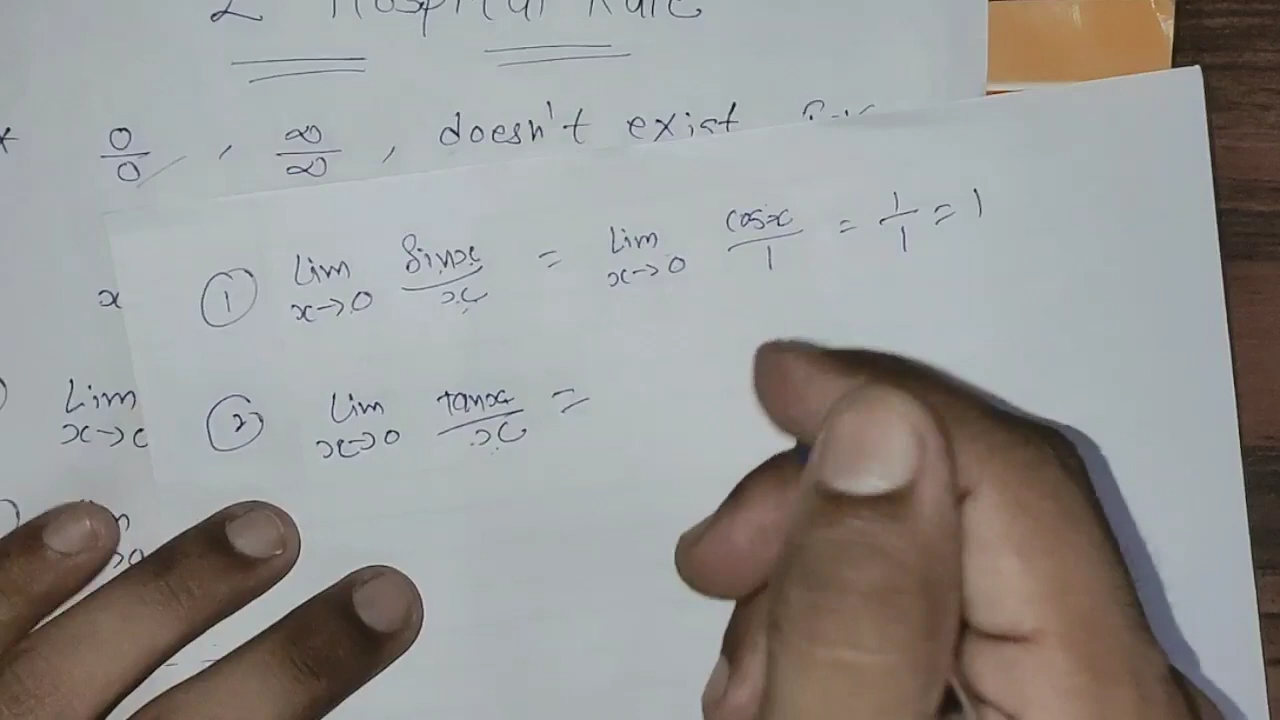 L Hospital Rule
* 0/0 , ∞/∞ , doesn't exist
① Lim x→0 Sinx/x = Lim x→0 cosx/1 = 1/1 = 1
x
② Lim x→0 tanx/x =
Lim x→c